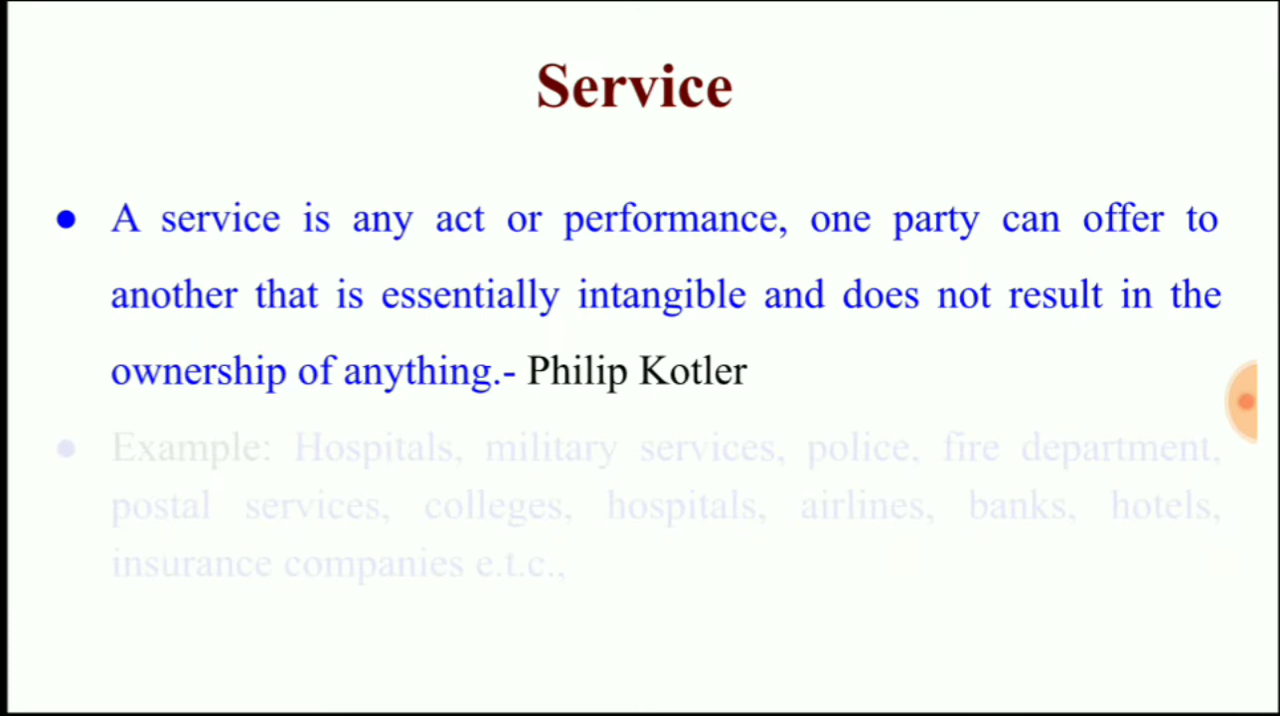 Service
● A service is any act or performance, one party can offer to
another that is essentially intangible and does not result in the
ownership of anything.- Philip Kotler
● Example: Hospitals, military services, police, fire department,
postal services, colleges, hospitals, airlines, banks, hotels,
insurance companies e.t.c.,